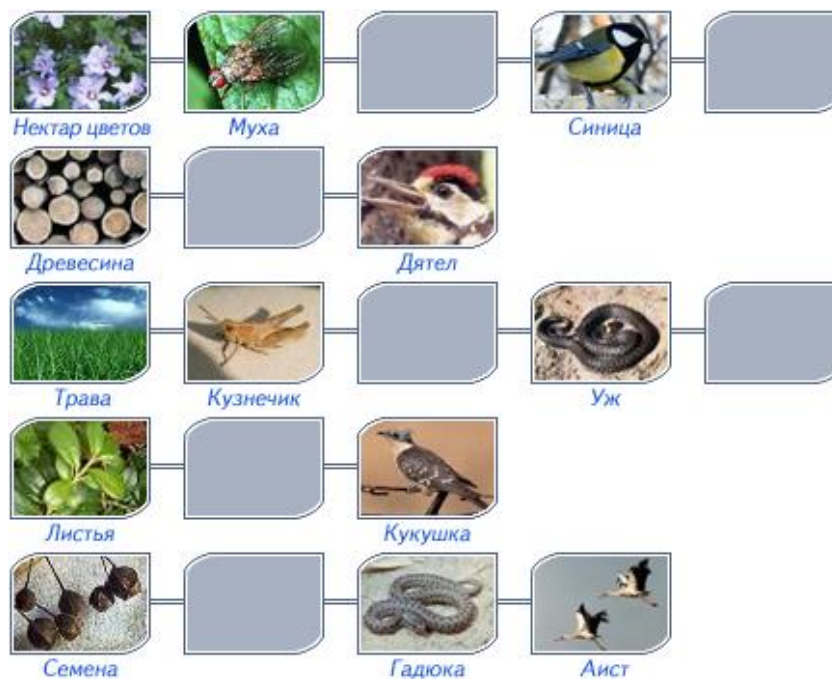 Нектар цветов Муха Синица
Древесина Дятел
Трава Кузнечик Уж
Листья Кукушка
Семена Гадюка Аист